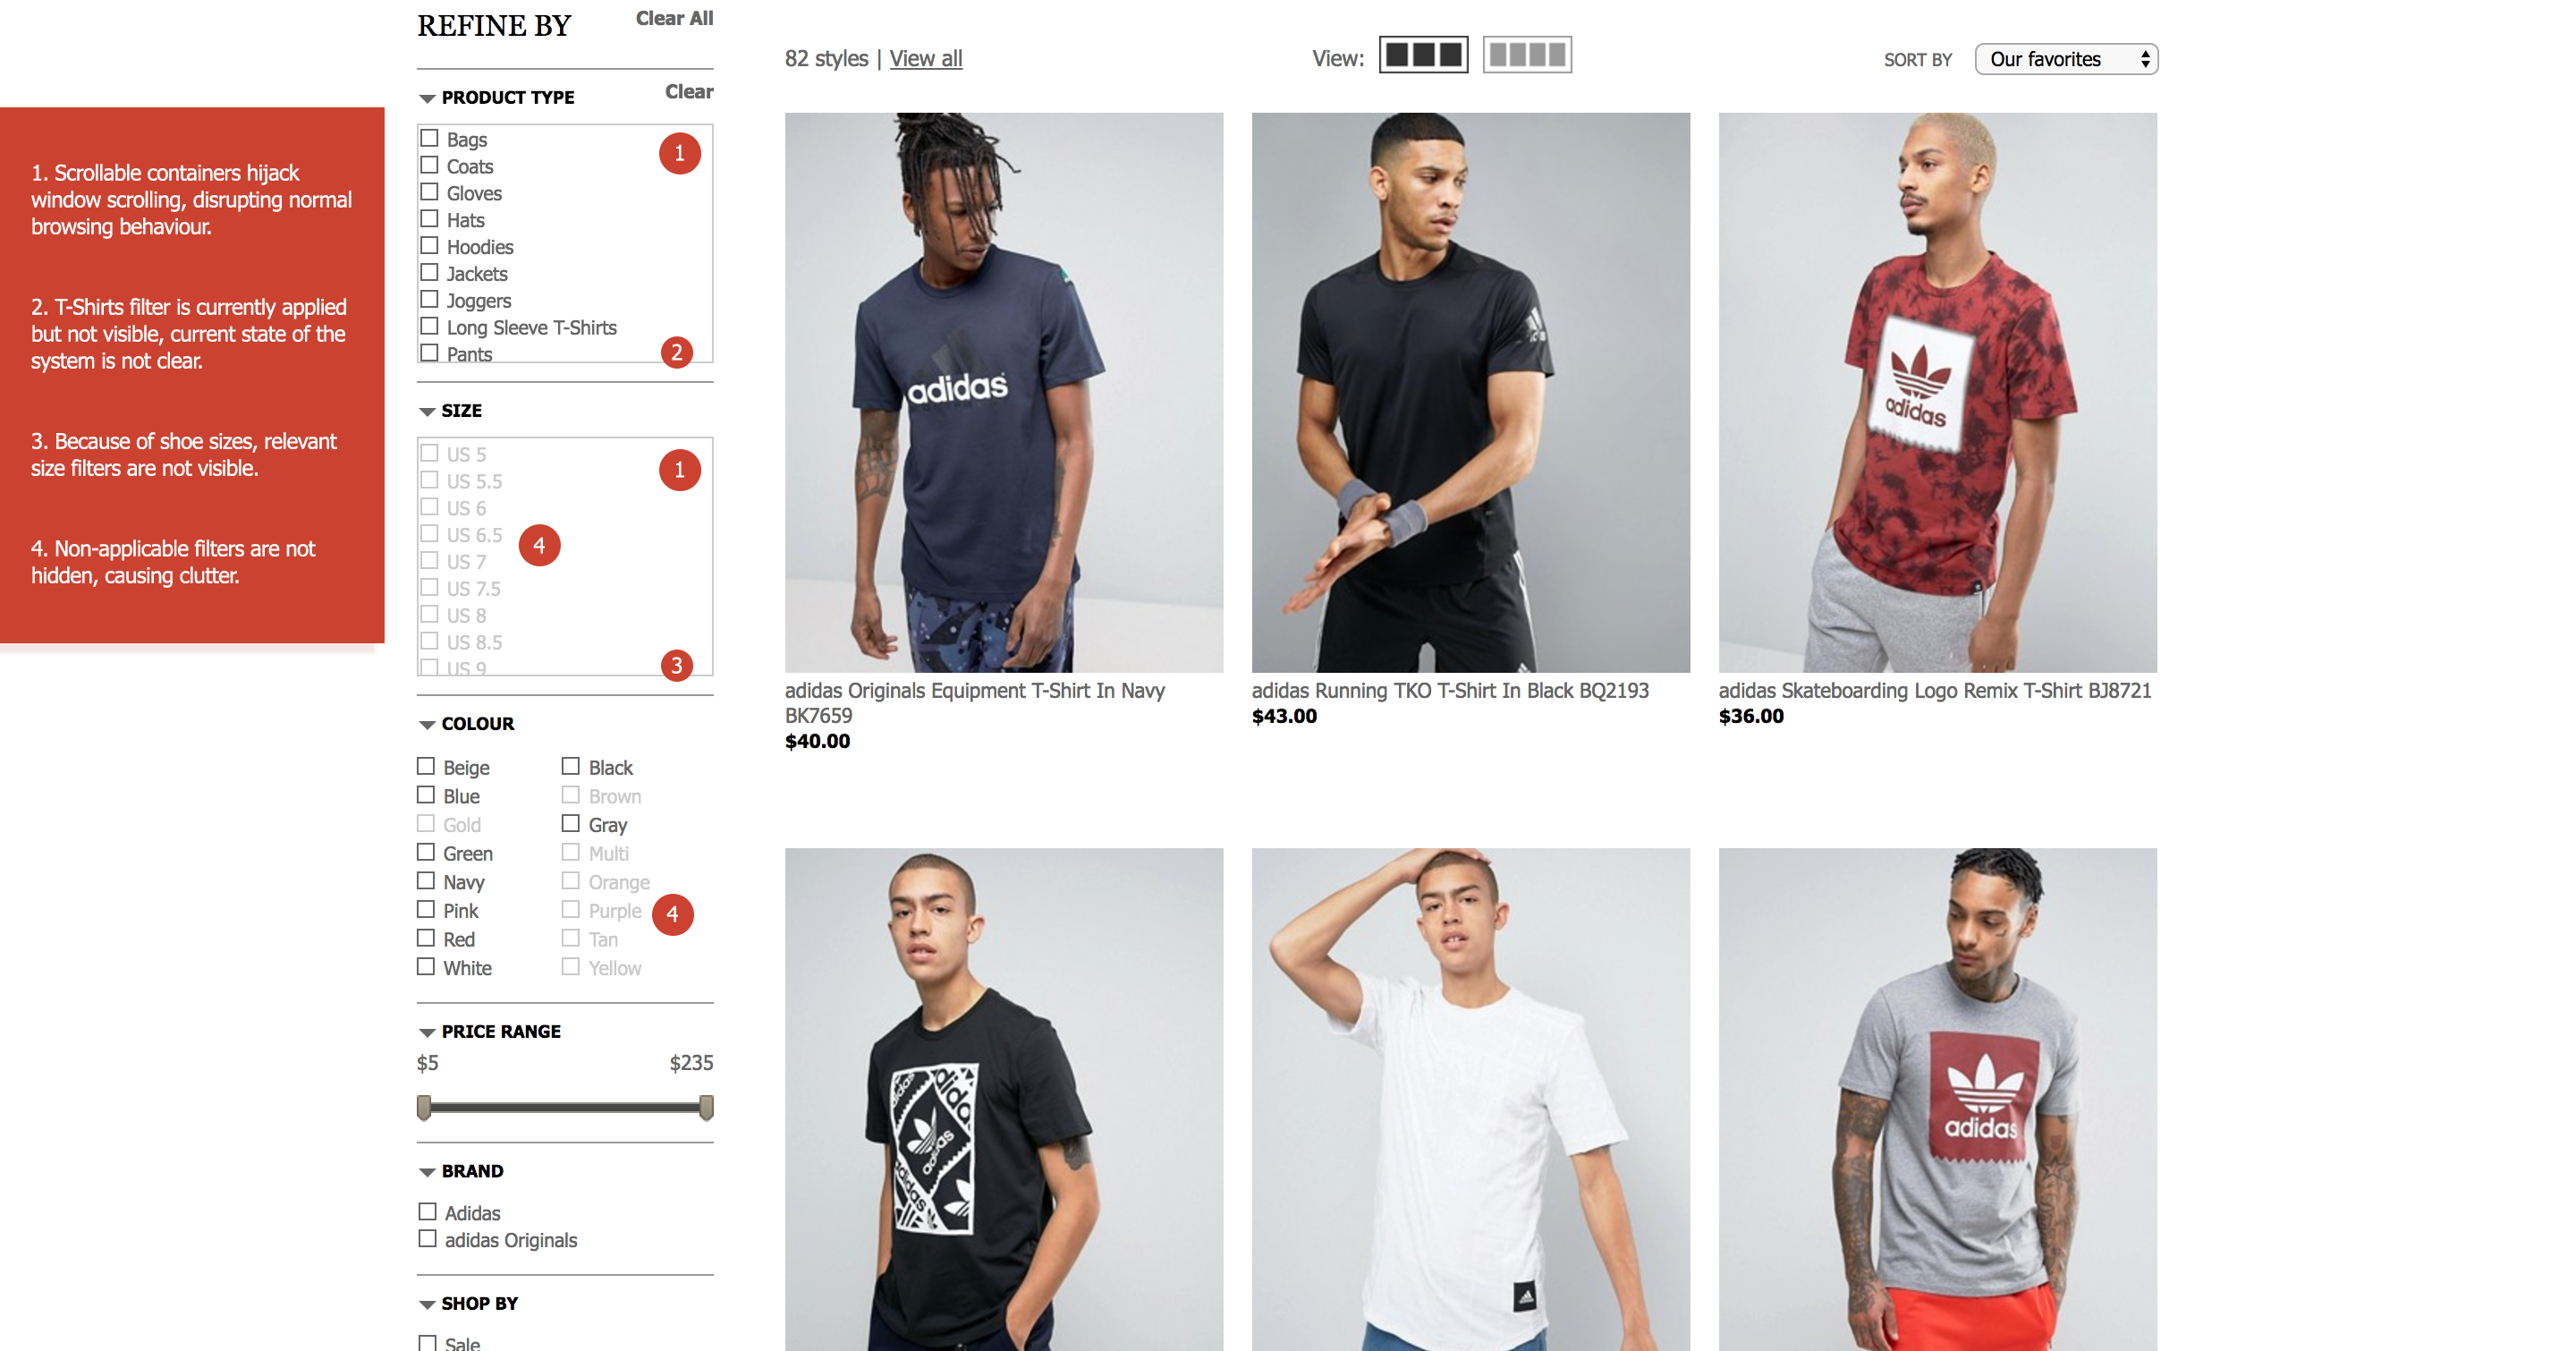 1. Scrollable containers hijack
window scrolling, disrupting normal
browsing behaviour.
2. T-Shirts filter is currently applied
but not visible, current state of the
system is not clear.
3. Because of shoe sizes, relevant
size filters are not visible.
4. Non-applicable filters are not
hidden, causing clutter.
REFINE BY
Clear All
PRODUCT TYPE
Clear
Bags
1
Coats
Gloves
Hats
Hoodies
Jackets
Joggers
Long Sleeve T-Shirts
Pants
2
SIZE
US 5
1
US 5.5
US 6
US 6.5
4
US 7
US 7.5
US 8
US 8.5
US 9
3
COLOUR
Beige
Black
Blue
Brown
Gold
Gray
Green
Multi
Navy
Orange
Pink
Purple
4
Red
Tan
White
Yellow
PRICE RANGE
$5
$235
BRAND
Adidas
adidas Originals
SHOP BY
Sale
82 styles | View all
View:
SORT BY
Our favorites
adidas
adidas
adidas Originals Equipment T-Shirt In Navy
BK7659
$40.00
adidas Running TKO T-Shirt In Black BQ2193
$43.00
adidas Skateboarding Logo Remix T-Shirt BJ8721
$36.00
adidas
adidas
adidas
adidas
adidas